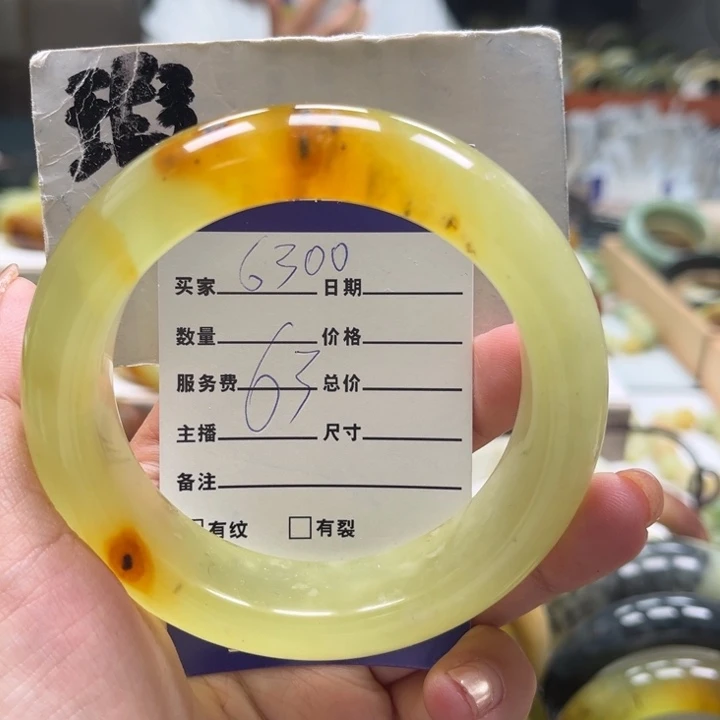 瑕
6300
买家 日期
数量 价格
服务费 63 总价
主播 尺寸
备注
有纹 有裂